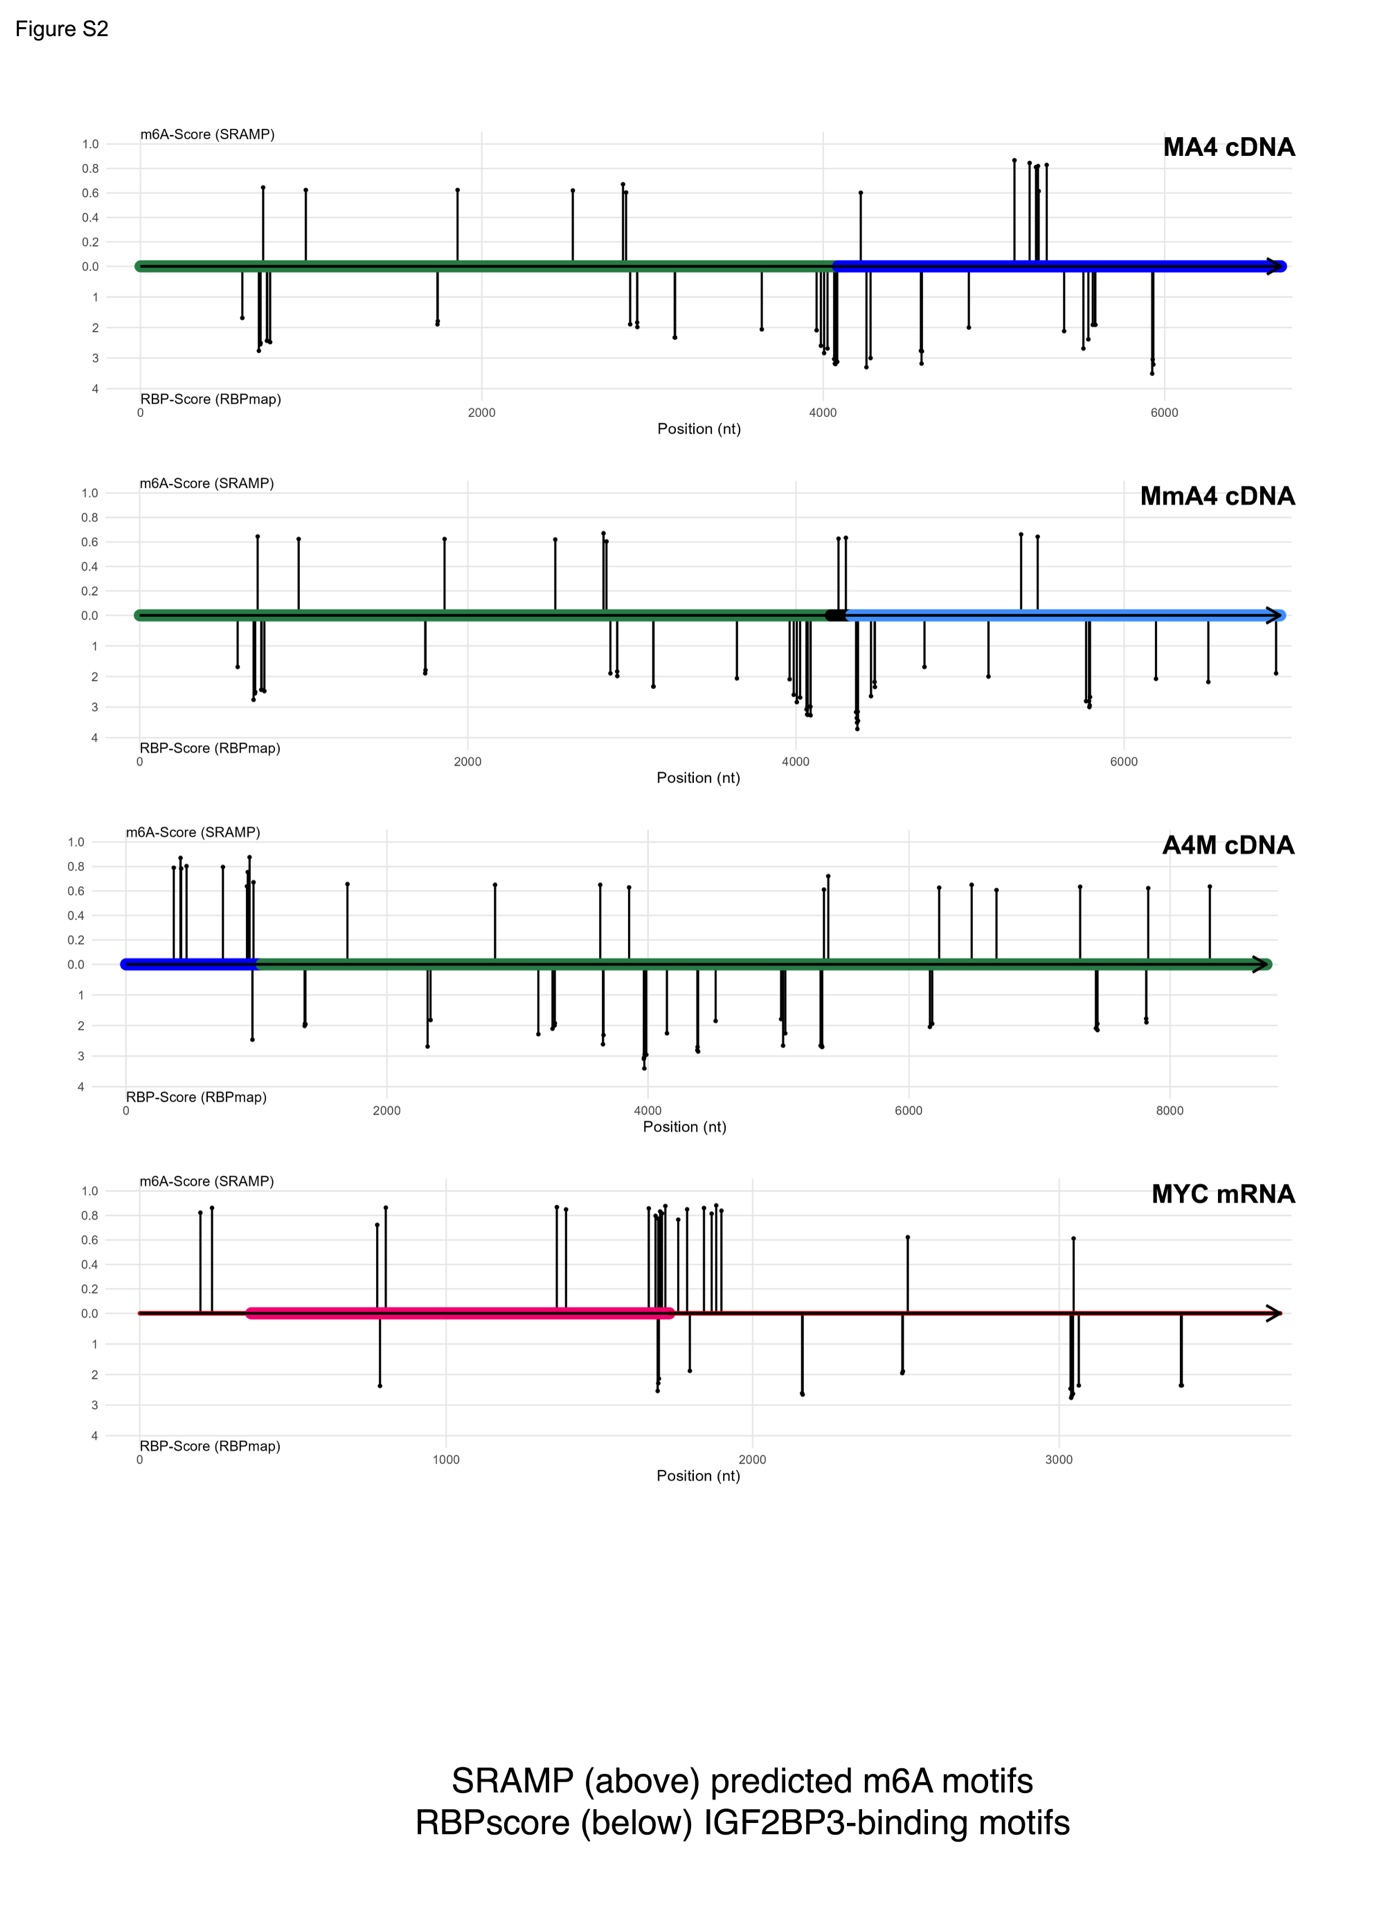 Figure S2
m6A-Score (SRAMP)
MA4 cDNA
1.0
0.8
0.6
0.4
0.2
0.0
1
2
3
4
RBP-Score (RBPmap)
0 2000 4000 6000
Position (nt)
m6A-Score (SRAMP)
MmA4 cDNA
1.0
0.8
0.6
0.4
0.2
0.0
1
2
3
4
RBP-Score (RBPmap)
0 2000 4000 6000
Position (nt)
m6A-Score (SRAMP)
A4M cDNA
1.0
0.8
0.6
0.4
0.2
0.0
1
2
3
4
RBP-Score (RBPmap)
0 2000 4000 6000 8000
Position (nt)
m6A-Score (SRAMP)
MYC mRNA
1.0
0.8
0.6
0.4
0.2
0.0
1
2
3
4
RBP-Score (RBPmap)
0 1000 2000 3000
Position (nt)
SRAMP (above) predicted m6A motifs
RBPscore (below) IGF2BP3-binding motifs